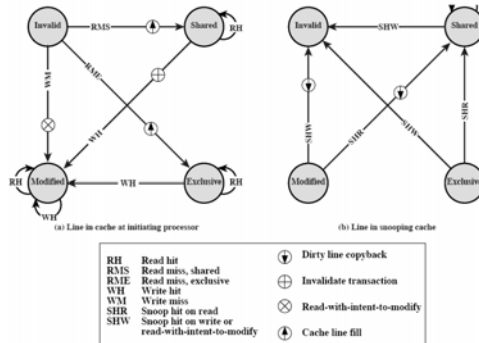 Invalid
RMS
Shared
RH
WM
RME
WH
RH
Modified
WH
Exclusive
RH
WH
(a) Line in cache at initiating processor
Invalid
SHW
Shared
SHW
SHR
SHW
SHR
Modified
Exclusive
(b) Line in snooping cache
RH Read hit
RMS Read miss, shared
RME Read miss, exclusive
WH Write hit
WM Write miss
SHR Snoop hit on read
SHW Snoop hit on write or
read-with-intent-to-modify
Dirty line copyback
Invalidate transaction
Read-with-intent-to-modify
Cache line fill